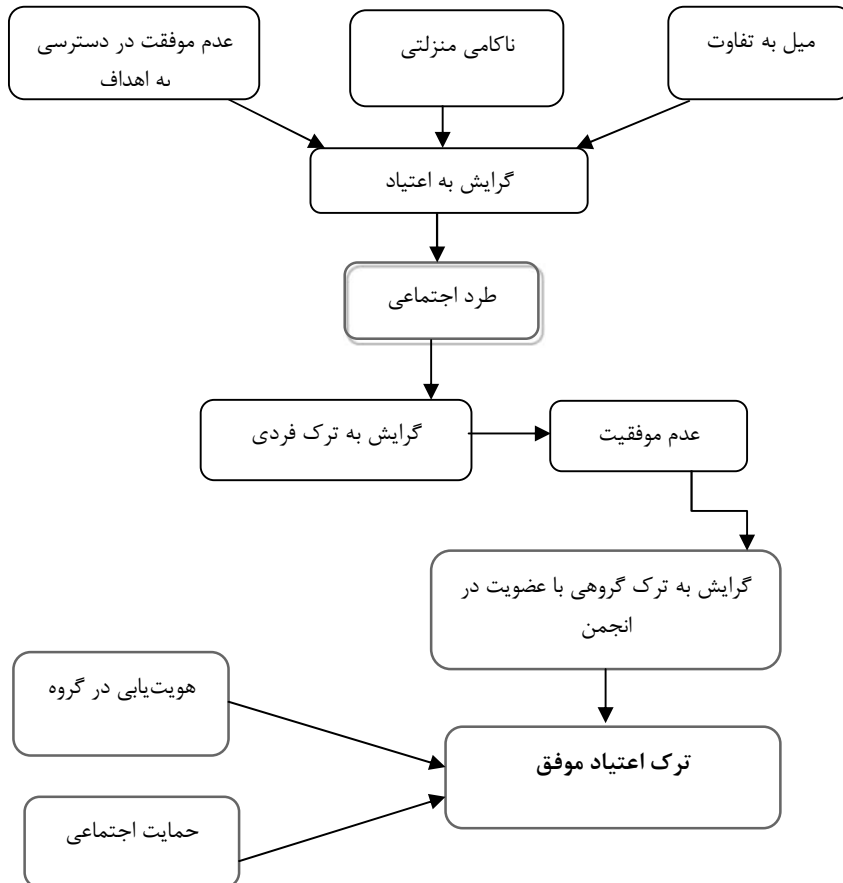 میل به تفاوت
ناکامی منزلتی
عدم موفقت در دسترسی
به اهداف
گرایش به اعتیاد
طرد اجتماعی
گرایش به ترک فردی
عدم موفقیت
گرایش به ترک گروهی با عضویت در
انجمن
هویت‌یابی در گروه
ترک اعتیاد موفق
حمایت اجتماعی